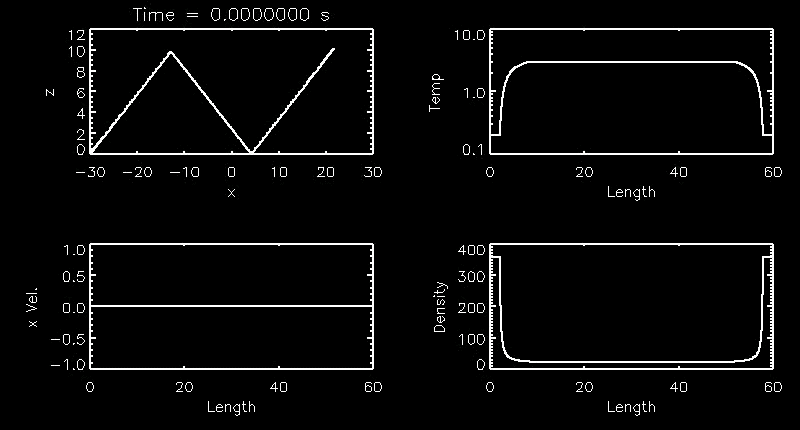 Time = 0.0000000 s
12
10
8
6
4
2
0
z
−30 −20 −10 0 10 20 30
x
10.0
1.0
0.1
Temp
0 20 40 60
Length
1.0
0.5
0.0
−0.5
−1.0
x Vel.
0 20 40 60
Length
400
300
200
100
0
Density
0 20 40 60
Length